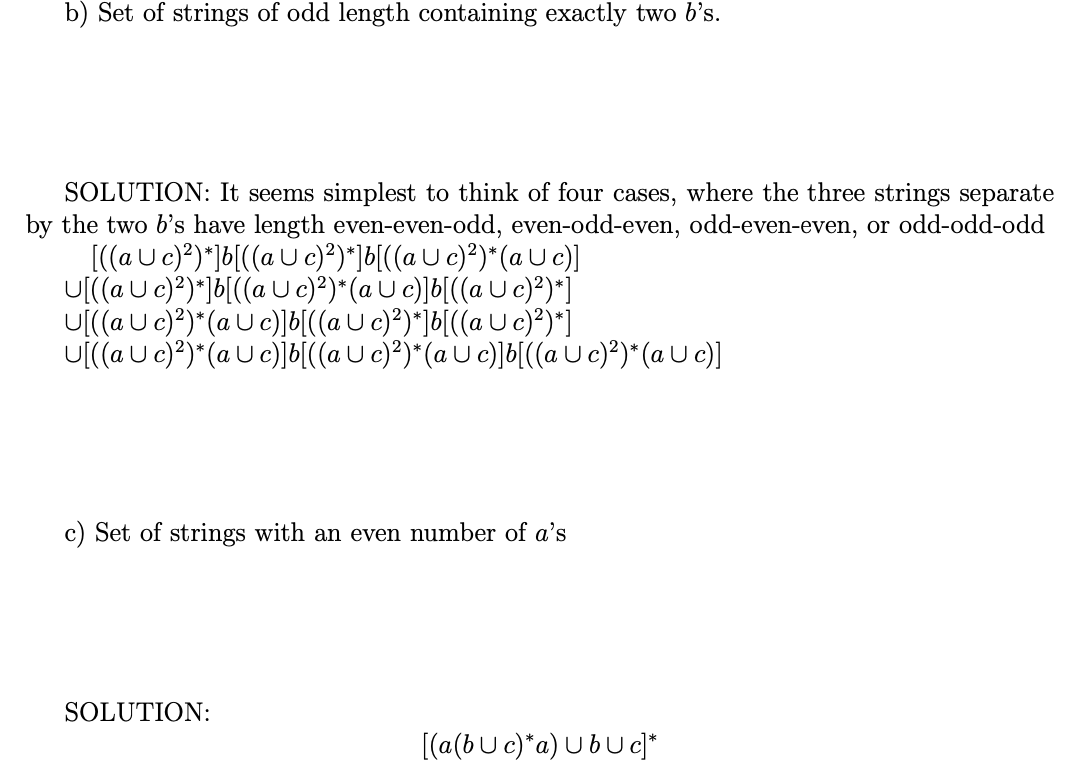 b) Set of strings of odd length containing exactly two b's.
SOLUTION: It seems simplest to think of four cases, where the three strings separate
by the two b's have length even-even-odd, even-odd-even, odd-even-even, or odd-odd-odd
[((a ∪ c)²)*]b[((a ∪ c)²)*]b[((a ∪ c)²)*(a ∪ c)]
∪[((a ∪ c)²)*]b[((a ∪ c)²)*(a ∪ c)]b[((a ∪ c)²)*]
∪[((a ∪ c)²)*(a ∪ c)]b[((a ∪ c)²)*]b[((a ∪ c)²)*]
∪[((a ∪ c)²)*(a ∪ c)]b[((a ∪ c)²)*(a ∪ c)]b[((a ∪ c)²)*(a ∪ c)]
c) Set of strings with an even number of a's
SOLUTION:
[(a(b ∪ c)*a) ∪ b ∪ c]*